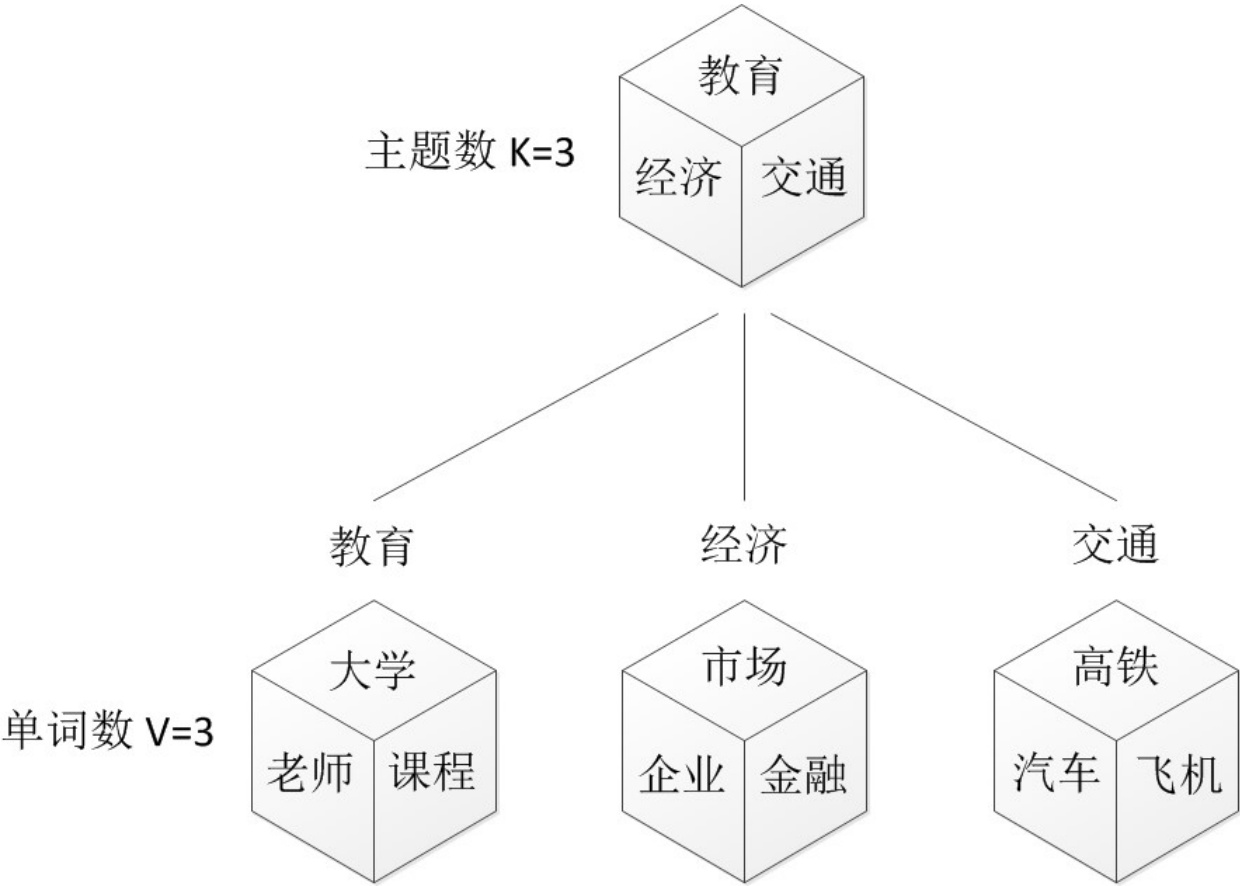 教育
主题数 K=3
经济 交通
教育 经济 交通
大学 市场 高铁
单词数 V=3
老师 课程 企业 金融 汽车 飞机